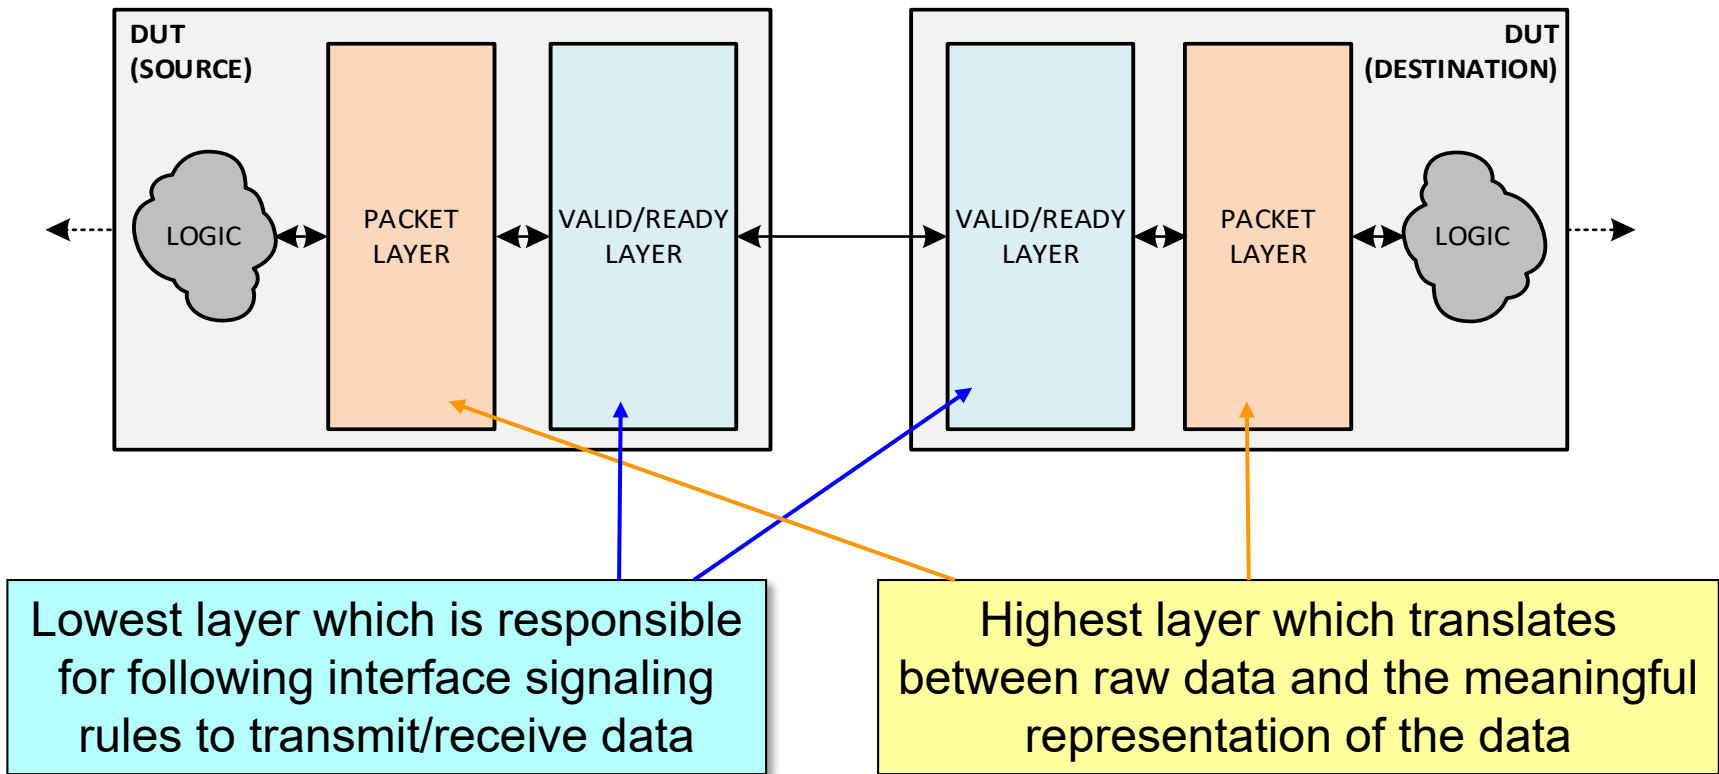 DUT
(SOURCE)
LOGIC
PACKET
LAYER
VALID/READY
LAYER
VALID/READY
LAYER
PACKET
LAYER
DUT
(DESTINATION)
LOGIC
Lowest layer which is responsible
for following interface signaling
rules to transmit/receive data
Highest layer which translates
between raw data and the meaningful
representation of the data